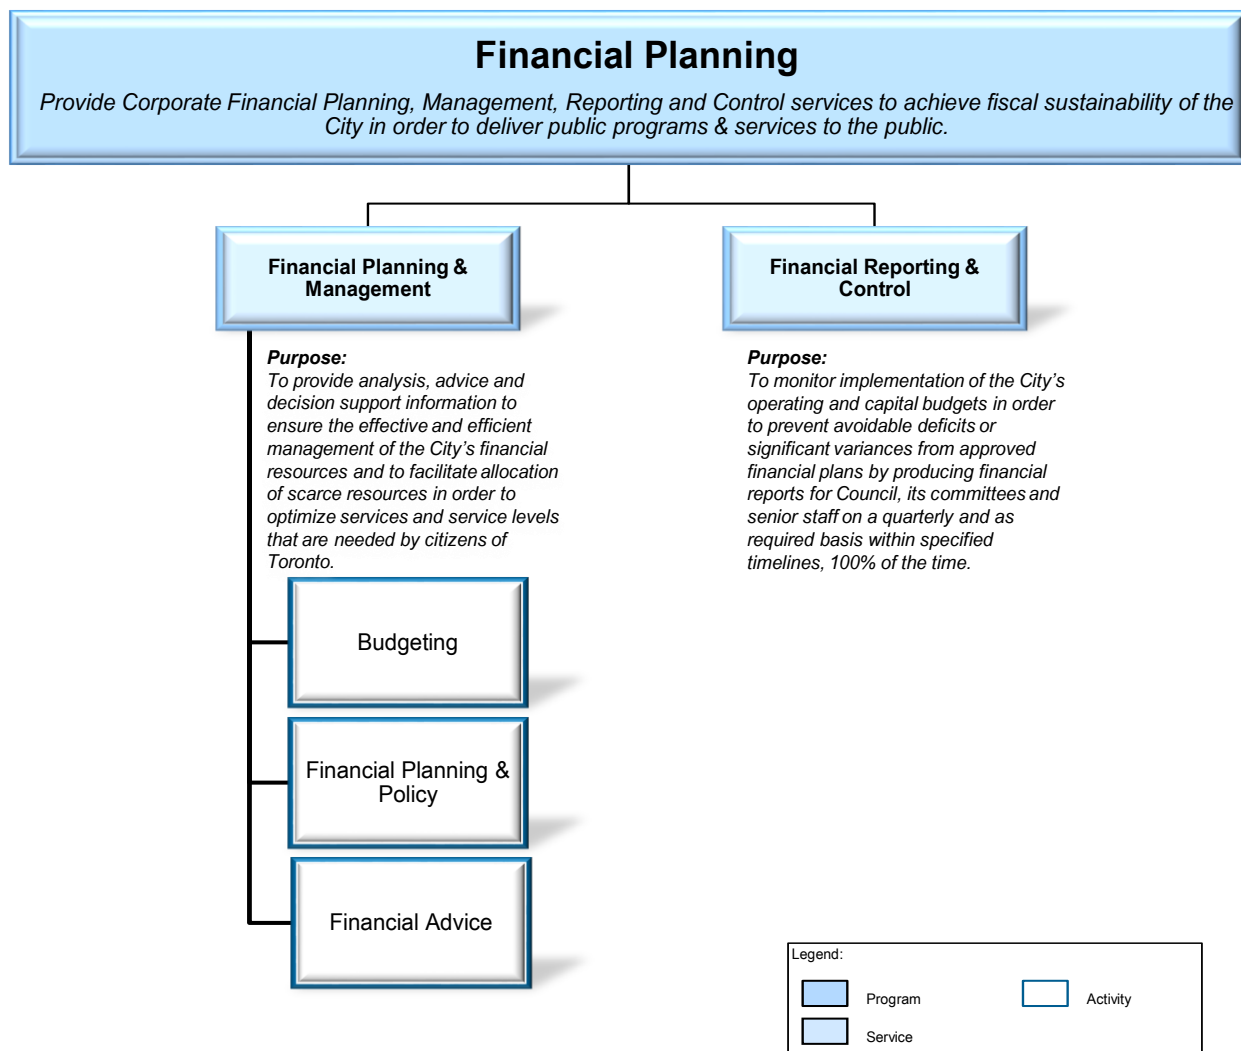 Financial Planning
Provide Corporate Financial Planning, Management, Reporting and Control services to achieve fiscal sustainability of the
City in order to deliver public programs & services to the public.
Financial Planning &
Management
Purpose:
To provide analysis, advice and
decision support information to
ensure the effective and efficient
management of the City’s financial
resources and to facilitate allocation
of scarce resources in order to
optimize services and service levels
that are needed by citizens of
Toronto.
Budgeting
Financial Planning &
Policy
Financial Advice
Financial Reporting &
Control
Purpose:
To monitor implementation of the City’s
operating and capital budgets in order
to prevent avoidable deficits or
significant variances from approved
financial plans by producing financial
reports for Council, its committees and
senior staff on a quarterly and as
required basis within specified
timelines, 100% of the time.
Legend:
Program
Activity
Service